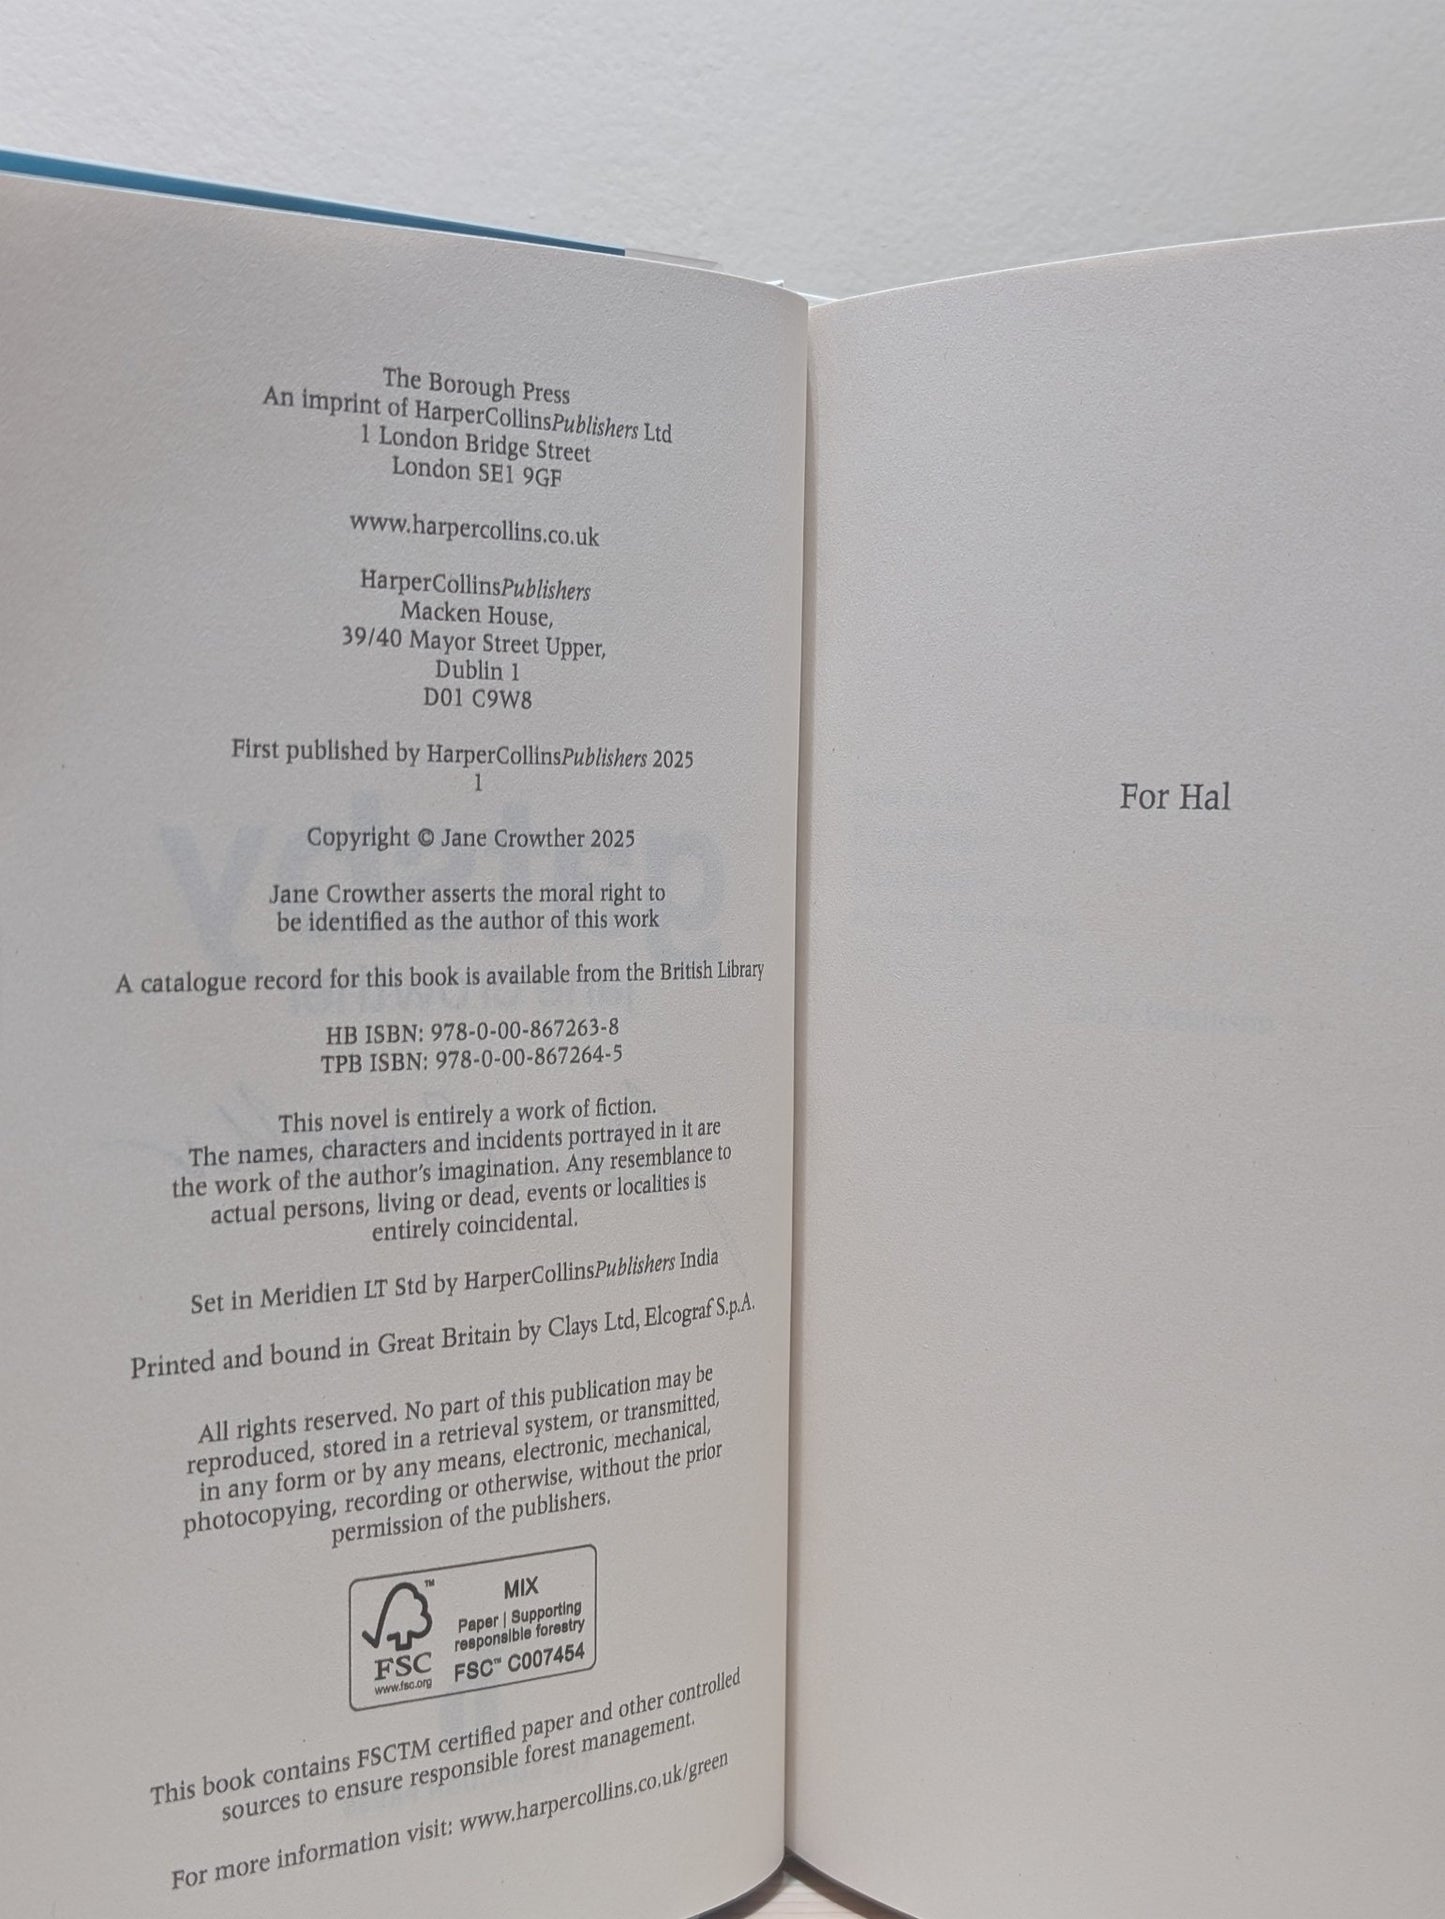 The Borough Press
An imprint of HarperCollinsPublishers Ltd
1 London Bridge Street
London SE1 9GF
www.harpercollins.co.uk
HarperCollinsPublishers
Macken House,
39/40 Mayor Street Upper,
Dublin 1
D01 C9W8
First published by HarperCollinsPublishers 2025
1
Copyright © Jane Crowther 2025
Jane Crowther asserts the moral right to
be identified as the author of this work
A catalogue record for this book is available from the British Library
HB ISBN: 978-0-00-867263-8
TPB ISBN: 978-0-00-867264-5
This novel is entirely a work of fiction.
The names, characters and incidents portrayed in it are
the work of the author's imagination. Any resemblance to
actual persons, living or dead, events or localities is
entirely coincidental.
Set in Meridien LT Std by HarperCollinsPublishers India
Printed and bound in Great Britain by Clays Ltd, Elcograf S.p.A.
All rights reserved. No part of this publication may be
reproduced, stored in a retrieval system, or transmitted,
in any form or by any means, electronic, mechanical,
photocopying, recording or otherwise, without the prior
permission of the publishers.
FSC
™
www.fsc.org
MIX
Paper | Supporting
responsible forestry
FSC™ C007454
This book contains FSCTM certified paper and other controlled
sources to ensure responsible forest management.
For more information visit: www.harpercollins.co.uk/green
For Hal